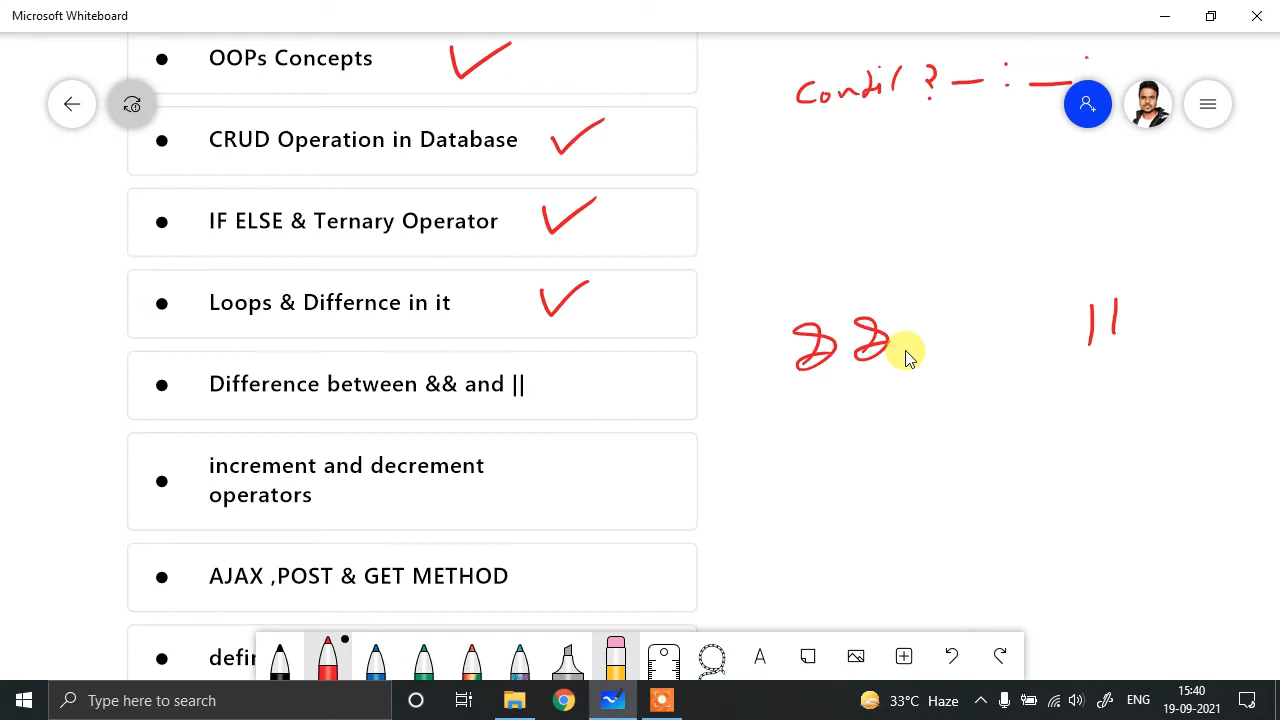 Microsoft Whiteboard
OOPs Concepts
CRUD Operation in Database
IF ELSE & Ternary Operator
Loops & Differnce in it
Difference between && and ||
increment and decrement
operators
AJAX ,POST & GET METHOD
defin
? — : —
&& ||
A
Type here to search
33°C Haze
ENG
15:40
19-09-2021